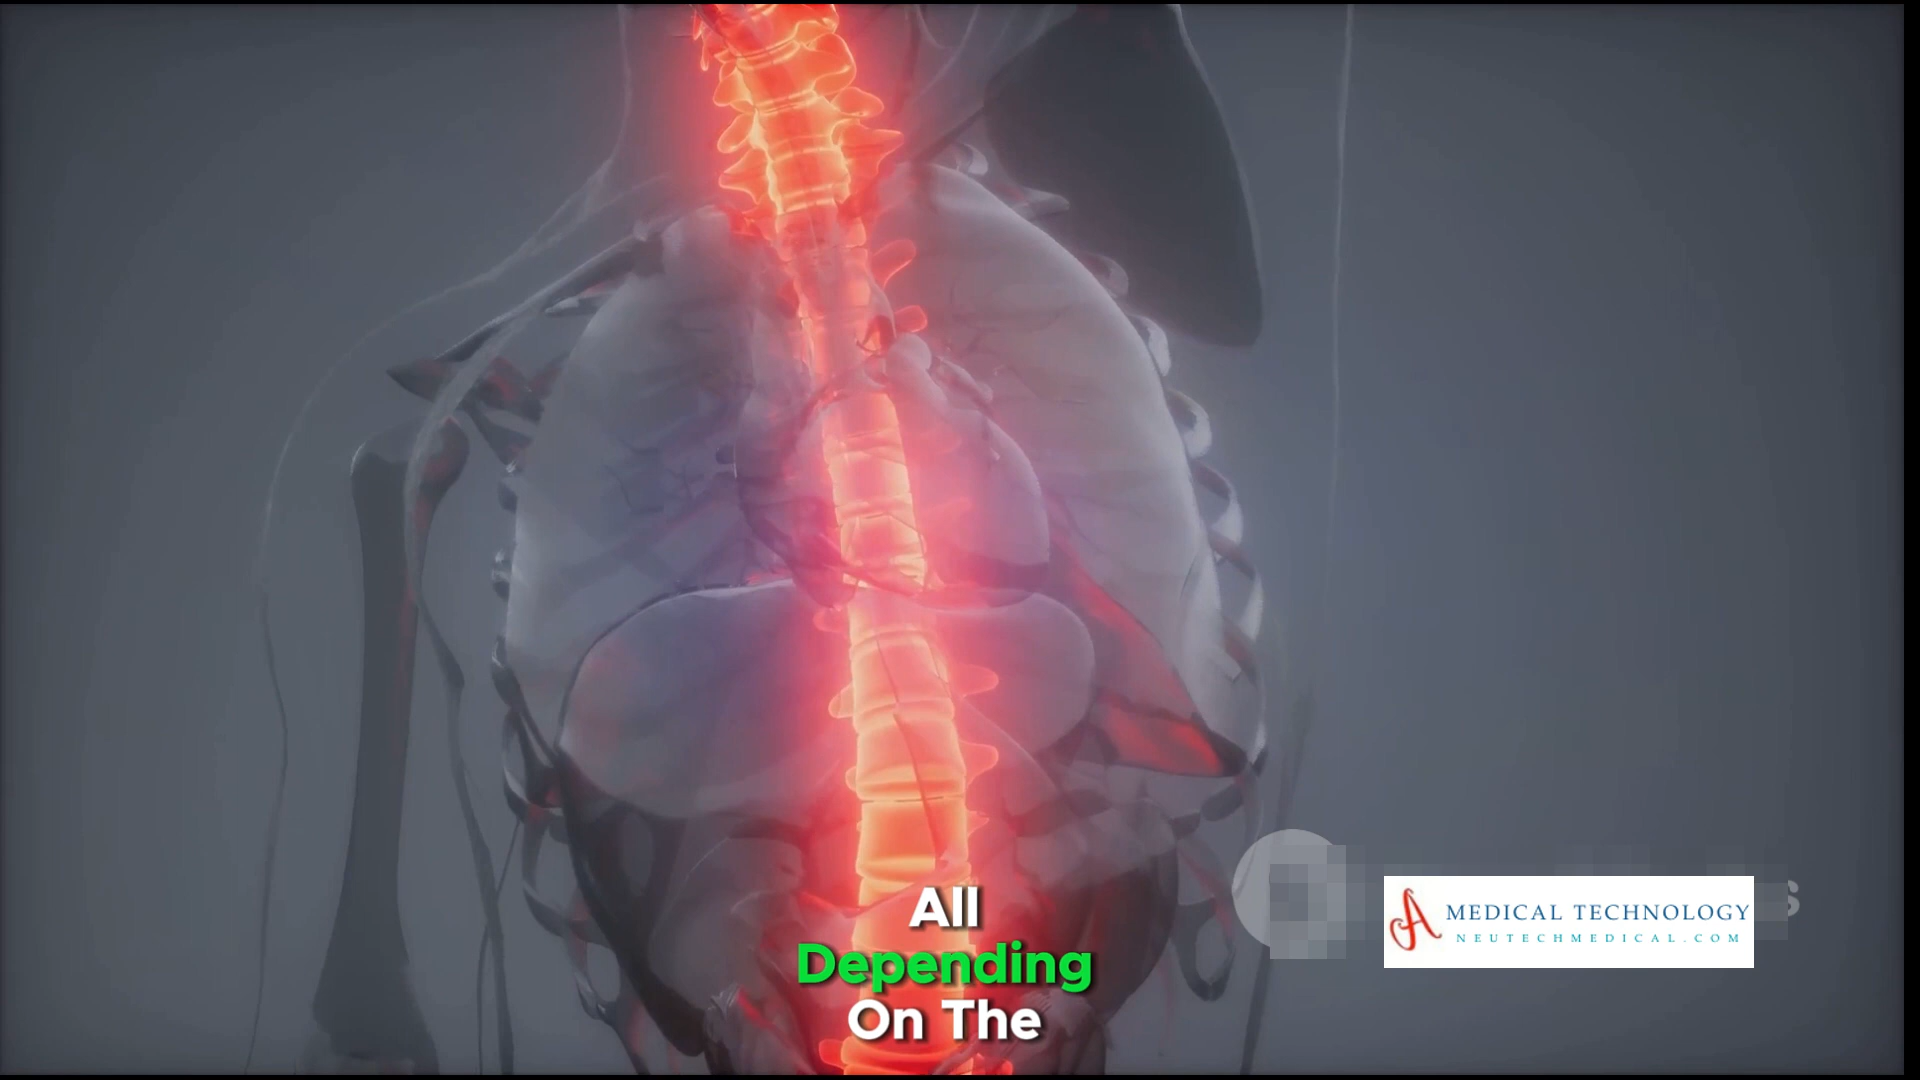 All
Depending
On The
MEDICAL TECHNOLOGY
NEUTECHMEDICAL.COM